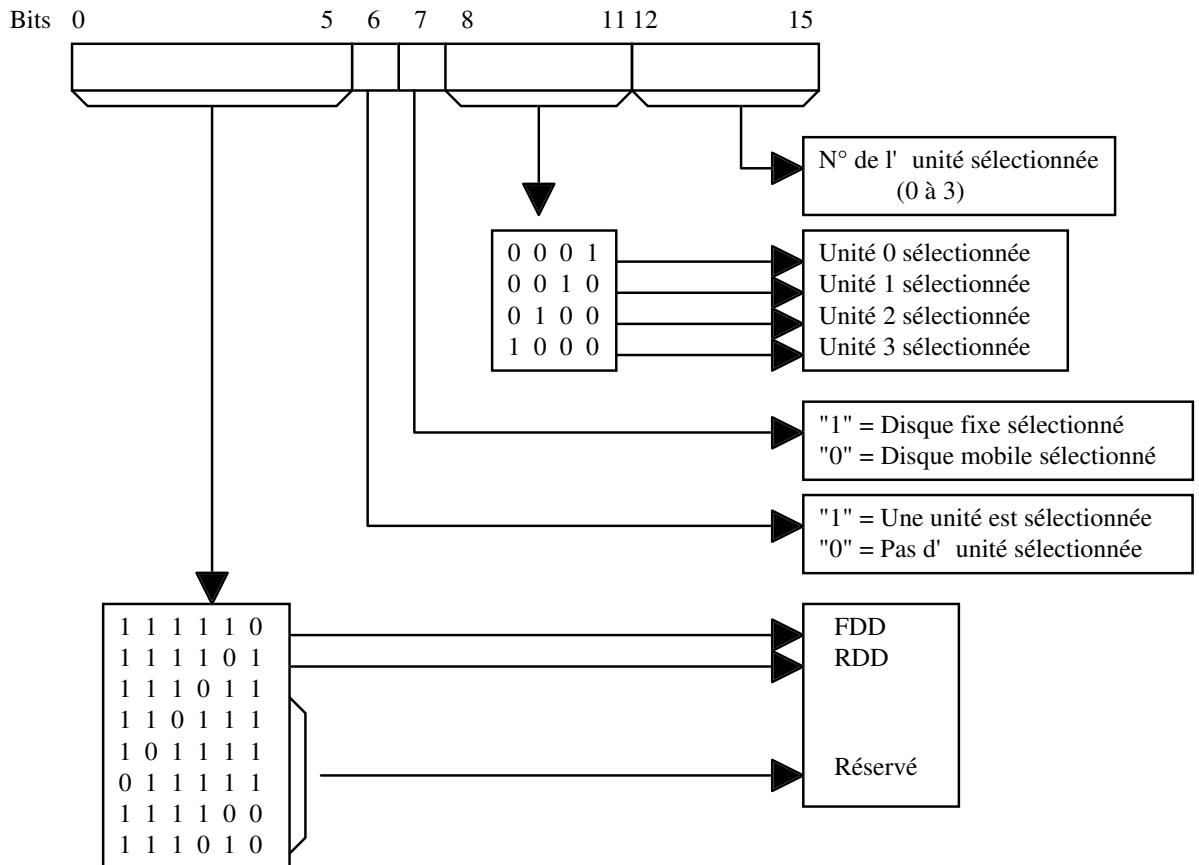 Bits 0 5 6 7 8 11 12 15
N° de l' unité sélectionnée
(0 à 3)
0 0 0 1
0 0 1 0
0 1 0 0
1 0 0 0
Unité 0 sélectionnée
Unité 1 sélectionnée
Unité 2 sélectionnée
Unité 3 sélectionnée
"1" = Disque fixe sélectionné
"0" = Disque mobile sélectionné
"1" = Une unité est sélectionnée
"0" = Pas d' unité sélectionnée
1 1 1 1 1 0
1 1 1 1 0 1
1 1 1 0 1 1
1 1 0 1 1 1
1 0 1 1 1 1
0 1 1 1 1 1
1 1 1 1 0 0
1 1 1 0 1 0
FDD
RDD
Réservé